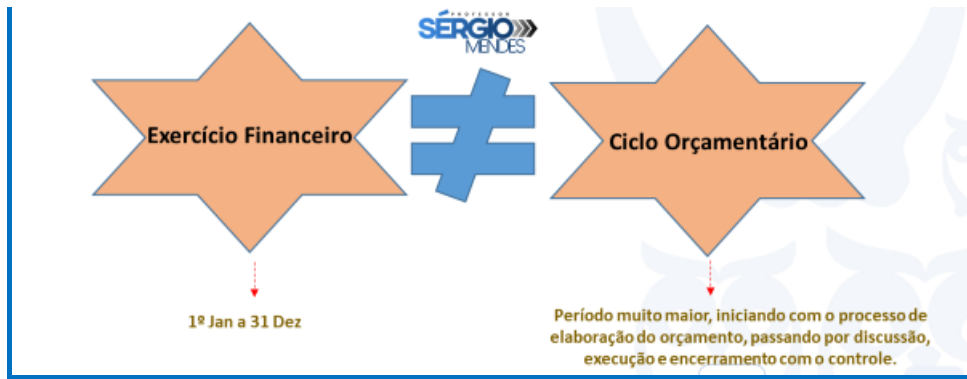 PROFESSOR
SÉRGIO
MENDES
Exercício Financeiro
Ciclo Orçamentário
1º Jan a 31 Dez
Período muito maior, iniciando com o processo de
elaboração do orçamento, passando por discussão,
execução e encerramento com o controle.